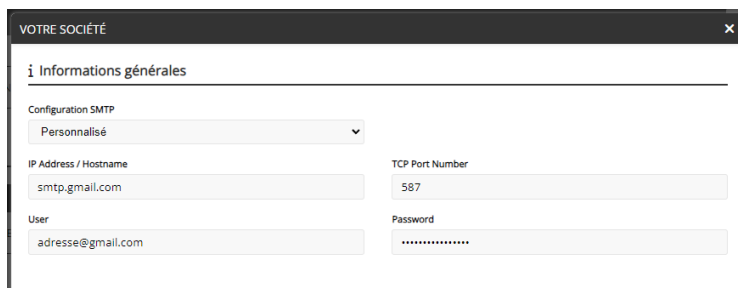 VOTRE SOCIÉTÉ ×
i Informations générales
Configuration SMTP
Personnalisé
IP Address / Hostname TCP Port Number
smtp.gmail.com 587
User Password
adresse@gmail.com ••••••••••••••••